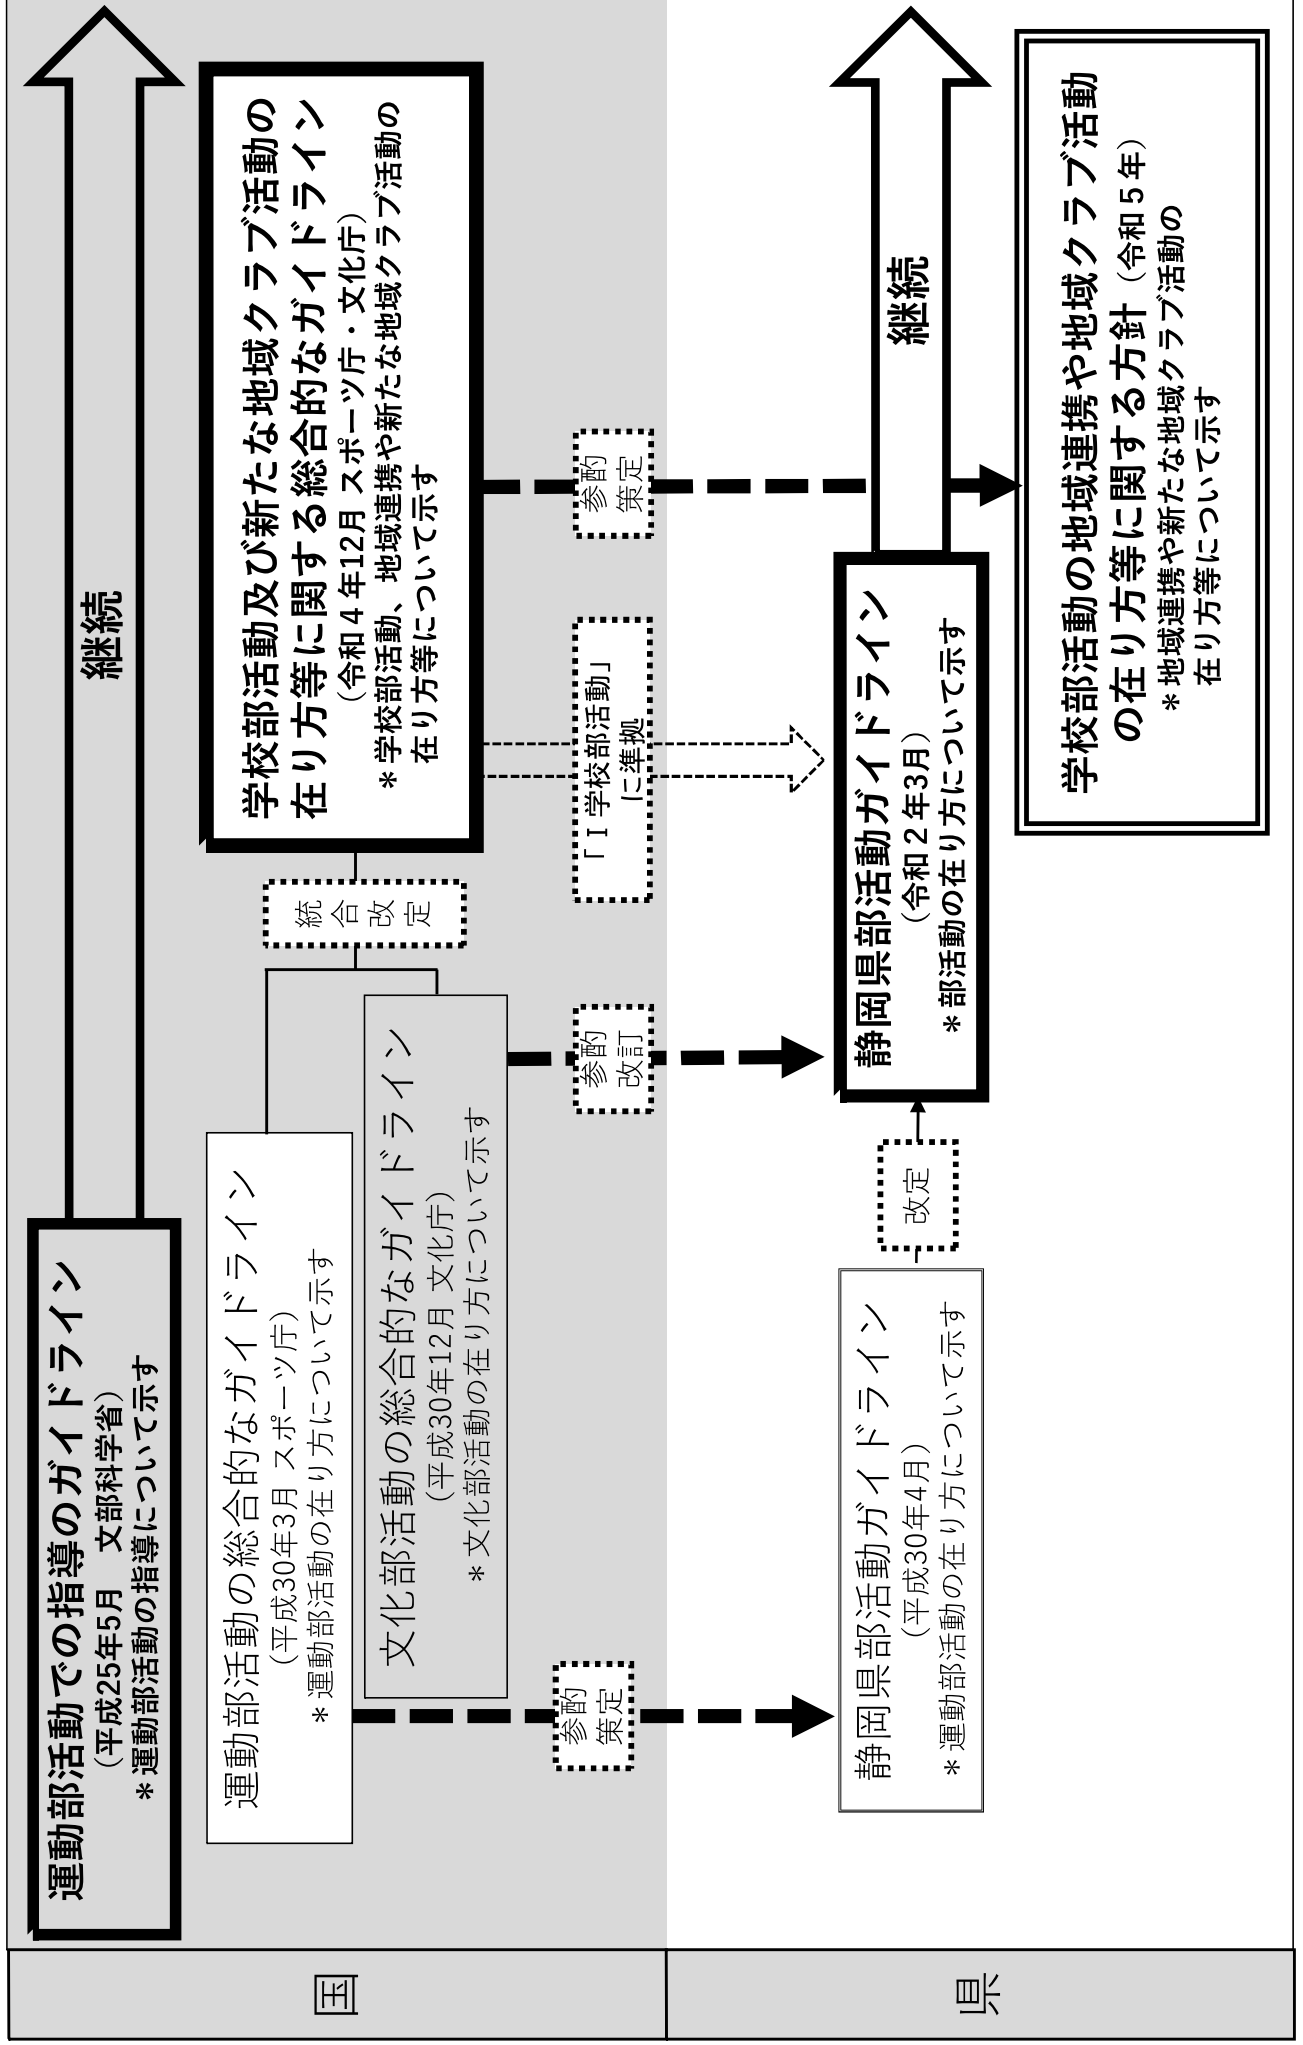 国
運動部活動での指導のガイドライン
（平成25年5月　文部科学省）
＊運動部活動の指導について示す
継続
運動部活動の総合的なガイドライン
（平成30年3月 スポーツ庁）
＊運動部活動の在り方について示す
文化部活動の総合的なガイドライン
（平成30年12月 文化庁）
＊文化部活動の在り方について示す
統合
改定
学校部活動及び新たな地域クラブ活動の
在り方等に関する総合的なガイドライン
（令和４年12月 スポーツ庁・文化庁）
＊学校部活動、地域連携や新たな地域クラブ活動の
在り方等について示す
参酌
策定
参酌
改訂
「Ⅰ 学校部活動」
に準拠
参酌
策定
県
静岡県部活動ガイドライン
（平成30年4月）
＊運動部活動の在り方について示す
改定
静岡県部活動ガイドライン
（令和２年3月）
＊部活動の在り方について示す
継続
学校部活動の地域連携や地域クラブ活動
の在り方等に関する方針（令和５年）
＊地域連携や新たな地域クラブ活動の
在り方等について示す